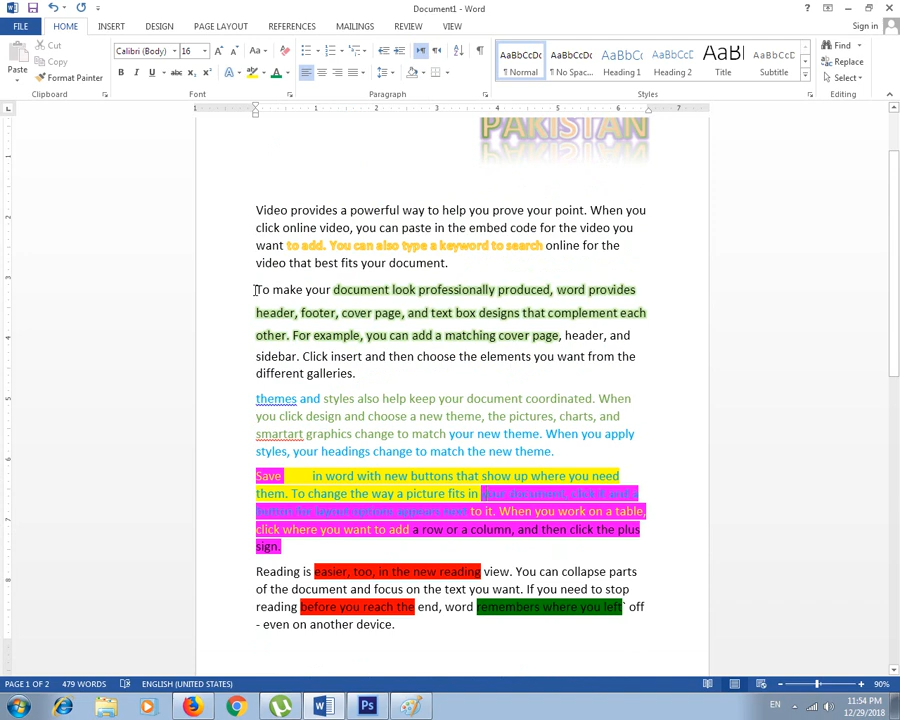 Document1 - Word
Sign in
FILE HOME INSERT DESIGN PAGE LAYOUT REFERENCES MAILINGS REVIEW VIEW
Paste
Cut
Copy
Format Painter
Clipboard
Calibri (Body) 16
Font
Paragraph
AaBbCcDc AaBbCcDc AaBbCc AaBbCcD AaBl AaBbCcD
¶ Normal ¶ No Spac... Heading 1 Heading 2 Title Subtitle
Styles
Find
Replace
Select
Editing
PAKISTAN
Video provides a powerful way to help you prove your point. When you
click online video, you can paste in the embed code for the video you
want to add. You can also type a keyword to search online for the
video that best fits your document.
To make your document look professionally produced, word provides
header, footer, cover page, and text box designs that complement each
other. For example, you can add a matching cover page, header, and
sidebar. Click insert and then choose the elements you want from the
different galleries.
themes and styles also help keep your document coordinated. When
you click design and choose a new theme, the pictures, charts, and
smartart graphics change to match your new theme. When you apply
styles, your headings change to match the new theme.
Save in word with new buttons that show up where you need
them. To change the way a picture fits in
to it. When you work on a table,
click where you want to add a row or a column, and then click the plus
sign.
Reading is easier, too, in the new reading view. You can collapse parts
of the document and focus on the text you want. If you need to stop
reading before you reach the end, word remembers where you left` off
- even on another device.
PAGE 1 OF 2 479 WORDS ENGLISH (UNITED STATES) 90%
EN 11:54 PM
12/29/2018